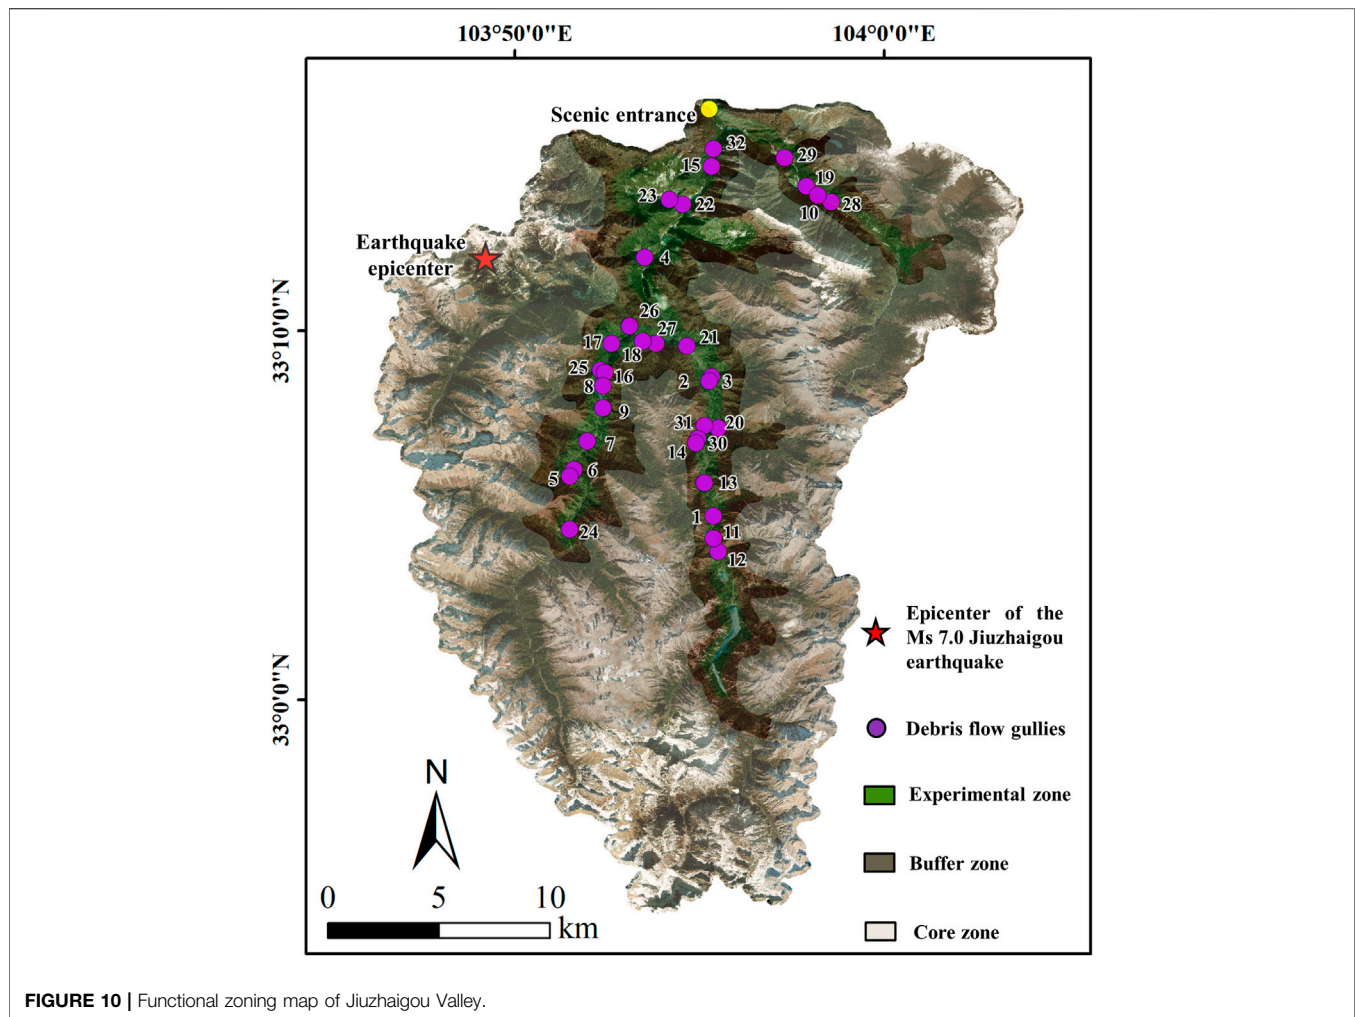 103°50'0"E
104°0'0"E
Scenic entrance
32
29
15
19
23
22
10
28
Earthquake
epicenter
4
33°10'0"N
26
27
17
18
21
25
16
8
2
3
9
31
20
7
14
30
5
6
13
1
11
24
12
33°0'0"N
Epicenter of the
Ms 7.0 Jiuzhaigou
earthquake
Debris flow gullies
Experimental zone
Buffer zone
Core zone
N
0
5
10
km
FIGURE 10 | Functional zoning map of Jiuzhaigou Valley.